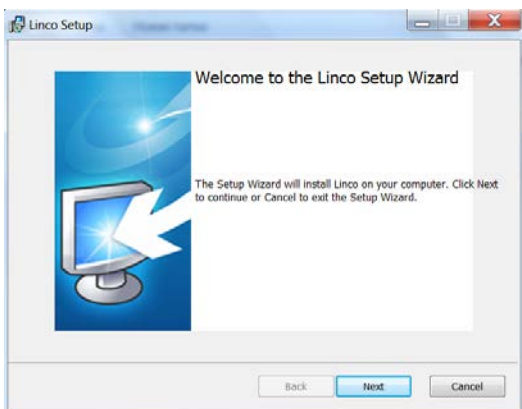 Linco Setup
Welcome to the Linco Setup Wizard
The Setup Wizard will install Linco on your computer. Click Next
to continue or Cancel to exit the Setup Wizard.
Back
Next
Cancel